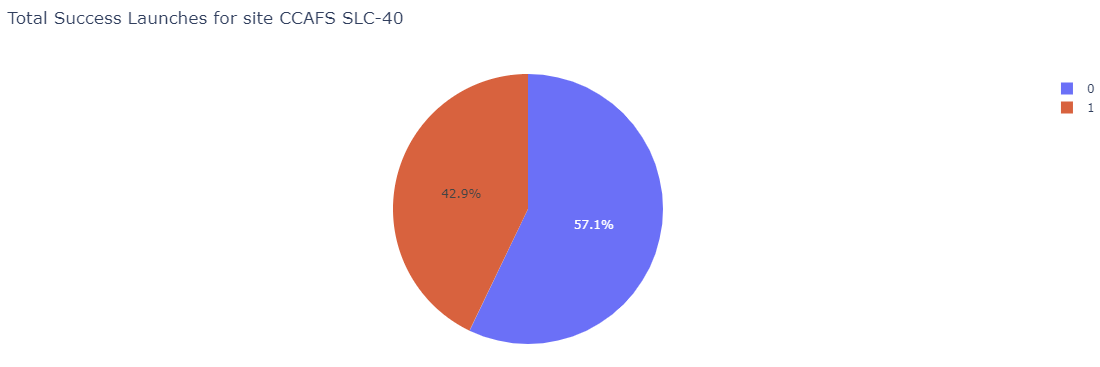 Total Success Launches for site CCAFS SLC-40
0
1
42.9%
57.1%